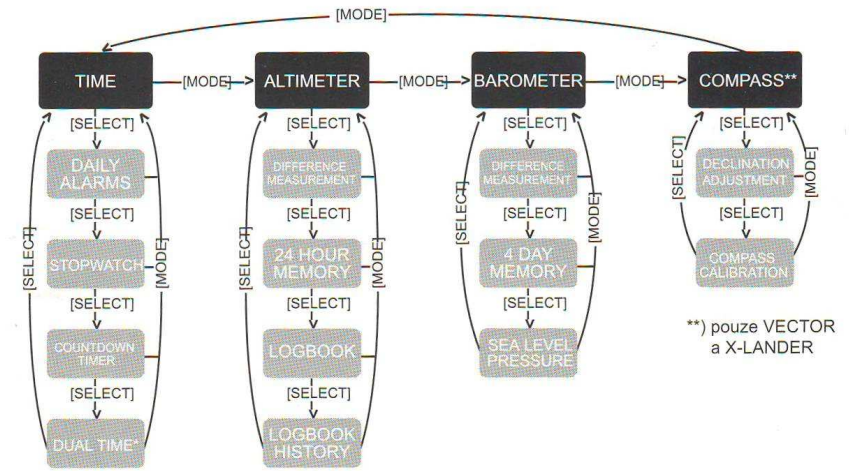 [MODE]
TIME
[MODE]
ALTIMETER
[MODE]
BAROMETER
[MODE]
COMPASS**
[SELECT]
[SELECT]
[SELECT]
[SELECT]
DAILY
ALARMS
DIFFERENCE
MEASUREMENT
DIFFERENCE
MEASUREMENT
DECLINATION
ADJUSTMENT
[SELECT]
[MODE]
[SELECT]
[SELECT]
[SELECT]
[SELECT]
[SELECT]
[MODE]
[SELECT]
[MODE]
[SELECT]
[MODE]
STOPWATCH
24 HOUR
MEMORY
4 DAY
MEMORY
COMPASS
CALIBRATION
[SELECT]
[SELECT]
[SELECT]
COUNTDOWN
TIMER
LOGBOOK
SEA LEVEL
PRESSURE
**) pouze VECTOR
a X-LANDER
[SELECT]
[SELECT]
DUAL TIME*
LOGBOOK
HISTORY